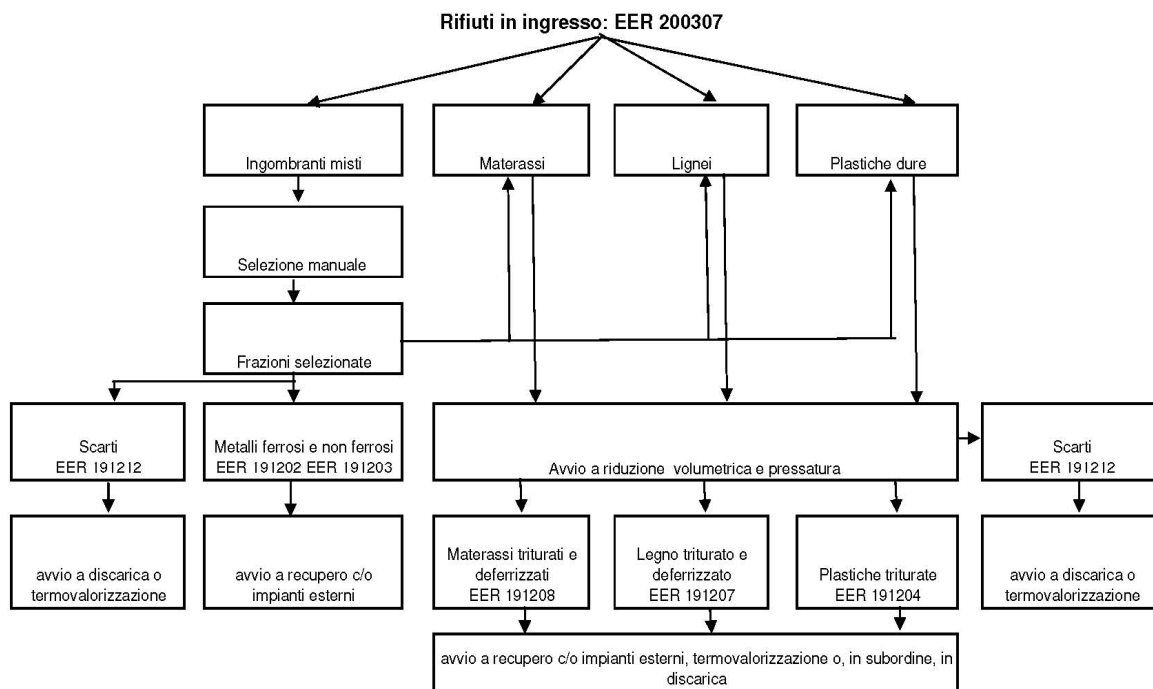 Rifiuti in ingresso: EER 200307
Ingombranti misti
Materassi
Lignei
Plastiche dure
Selezione manuale
Frazioni selezionate
Scarti
EER 191212
Metalli ferrosi e non ferrosi
EER 191202 EER 191203
Avvio a riduzione volumetrica e pressatura
Scarti
EER 191212
avvio a discarica o
termovalorizzazione
avvio a recupero c/o
impianti esterni
Materassi triturati e
deferrizzati
EER 191208
Legno triturato e
deferrizzato
EER 191207
Plastiche triturate
EER 191204
avvio a discarica o
termovalorizzazione
avvio a recupero c/o impianti esterni, termovalorizzazione o, in subordine, in
discarica